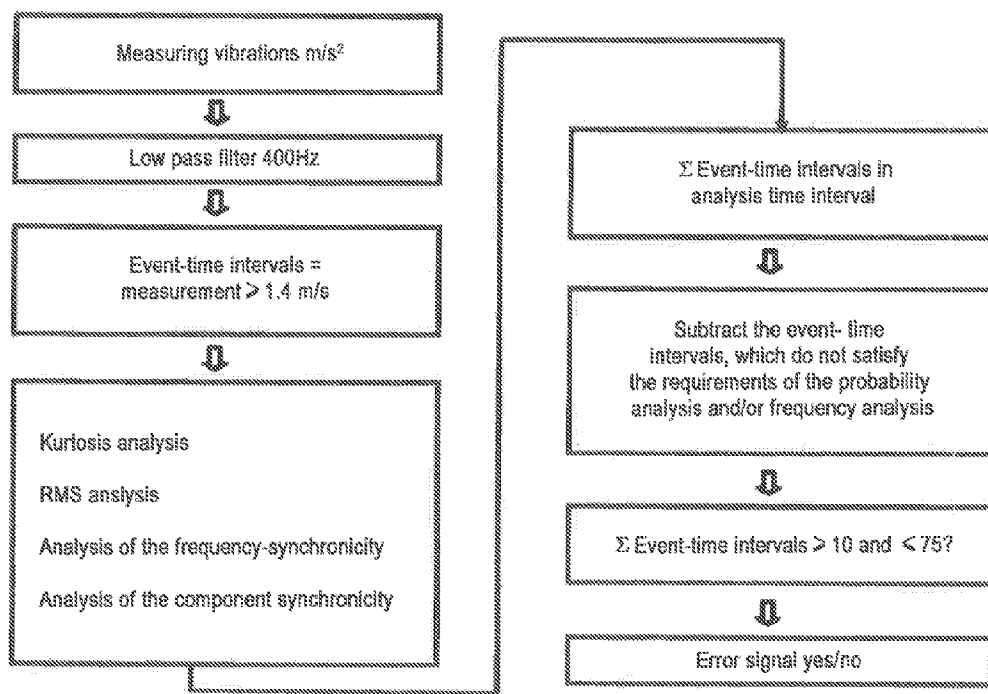 Measuring vibrations m/s²
Low pass filter 400Hz
Event-time intervals =
measurement > 1.4 m/s
Kurtosis analysis
RMS analysis
Analysis of the frequency-synchronicity
Analysis of the component synchronicity
Σ Event-time intervals in
analysis time interval
Subtract the event- time
intervals, which do not satisfy
the requirements of the probability
analysis and/or frequency analysis
Σ Event-time intervals > 10 and < 75?
Error signal yes/no